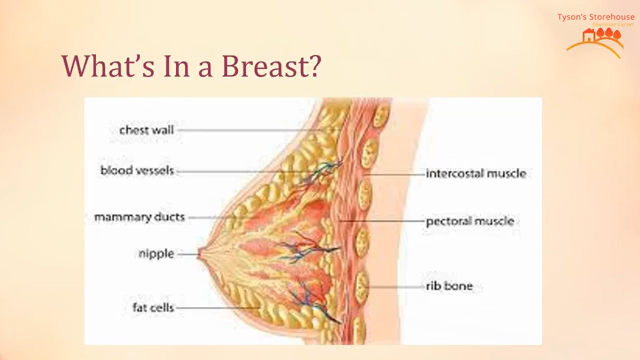 Tyson's Storehouse
What's In a Breast?
chest wall
blood vessels
mammary ducts
nipple
fat cells
intercostal muscle
pectoral muscle
rib bone